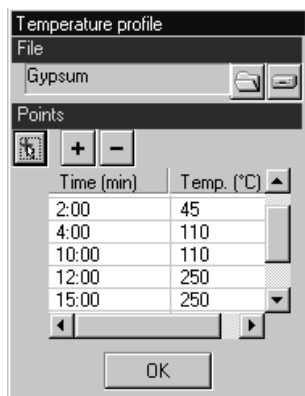 Temperature profile
File
Gypsum
Points
+ −
Time (min) Temp. (°C)
2:00 45
4:00 110
10:00 110
12:00 250
15:00 250
OK